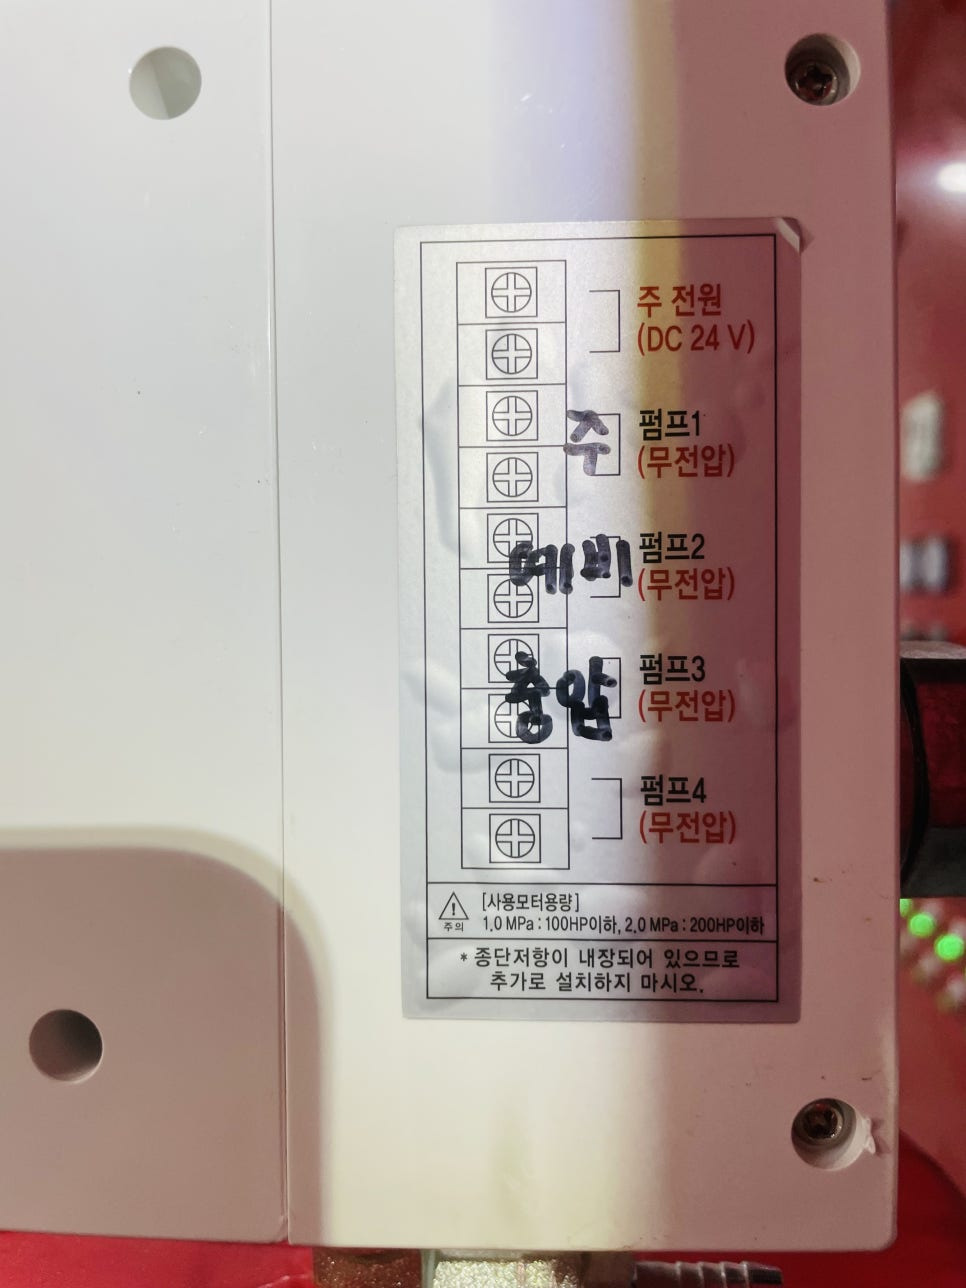 주 전원
(DC 24 V)
주
펌프1
(무전압)
예비
펌프2
(무전압)
충압
펌프3
(무전압)
펌프4
(무전압)
주의
[사용모터용량]
1.0 MPa : 100HP이하, 2.0 MPa : 200HP이하
* 종단저항이 내장되어 있으므로
추가로 설치하지 마시오.